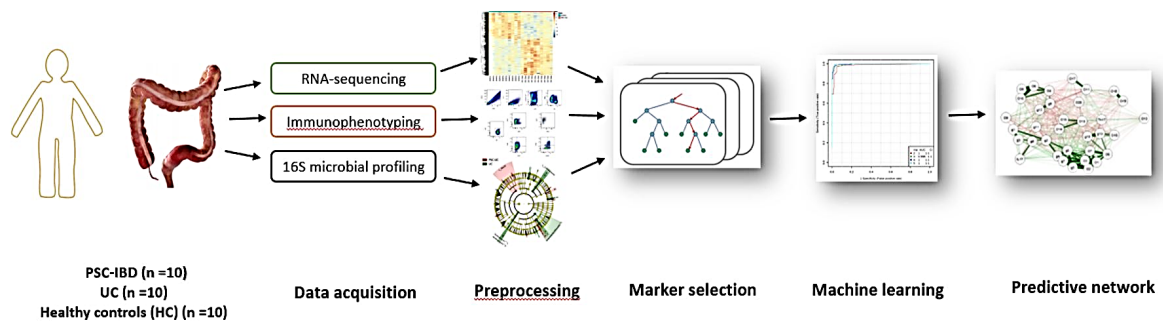 RNA-sequencing
Immunophenotyping
16S microbial profiling
PSC-IBD (n =10)
UC (n =10)
Healthy controls (HC) (n =10)
Data acquisition
Preprocessing
Marker selection
Machine learning
Predictive network